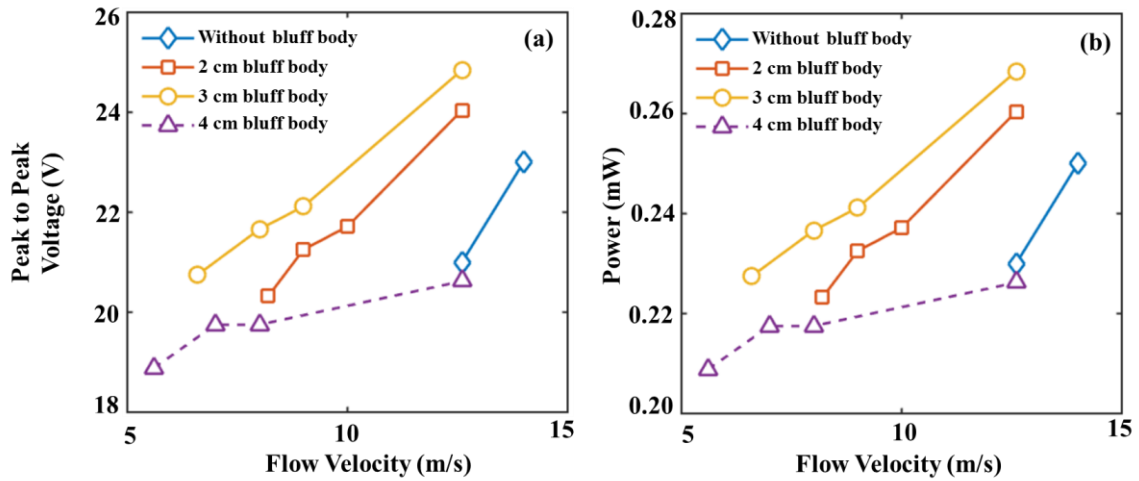 26
24
22
20
18
Peak to Peak
Voltage (V)
Without bluff body
2 cm bluff body
3 cm bluff body
4 cm bluff body
(a)
5
10
15
Flow Velocity (m/s)
0.28
0.26
0.24
0.22
0.20
Power (mW)
Without bluff body
2 cm bluff body
3 cm bluff body
4 cm bluff body
(b)
5
10
15
Flow Velocity (m/s)